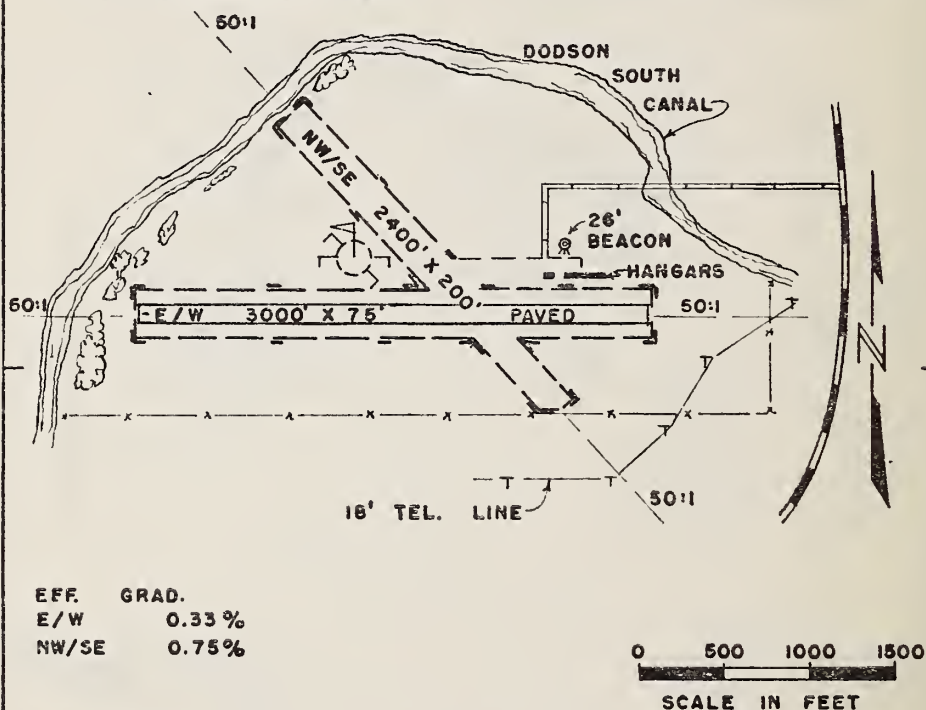 50:1
DODSON
SOUTH
CANAL
NW/SE 2400' X 200'
26'
BEACON
HANGARS
50:1
E/W 3000' X 75' PAVED
50:1
N
T
T
T
T
T
50:1
18' TEL. LINE
EFF. GRAD.
E/W 0.33%
NW/SE 0.75%
0 500 1000 1500
SCALE IN FEET